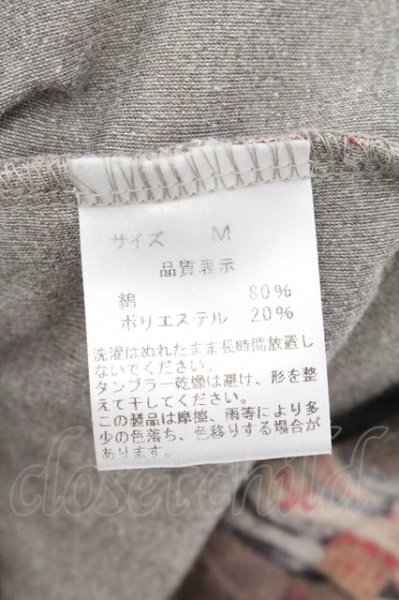 サイズ M
品質表示
綿 80%
ポリエステル 20%
洗濯はぬれたまま長時間放置し
ないでください。
タンブラー乾燥は避け、形を整
えて干してください。
この製品は摩擦、雨等により多
少の色落ち、色移りする場合が
あります。
closet child